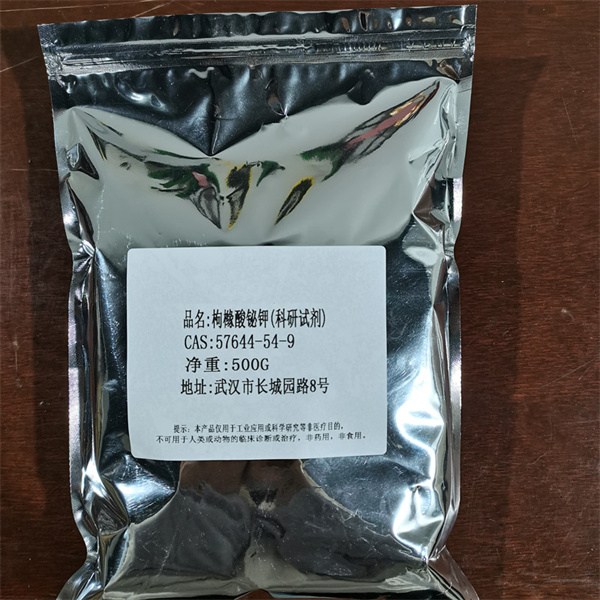 品名:枸橼酸铋钾(科研试剂)
CAS:57644-54-9
净重:500G
地址:武汉市长城园路8号
提示:本产品仅用于工业应用或科学研究等非医疗目的,
不可用于人类或动物的临床诊断或治疗。非药用,非食用。